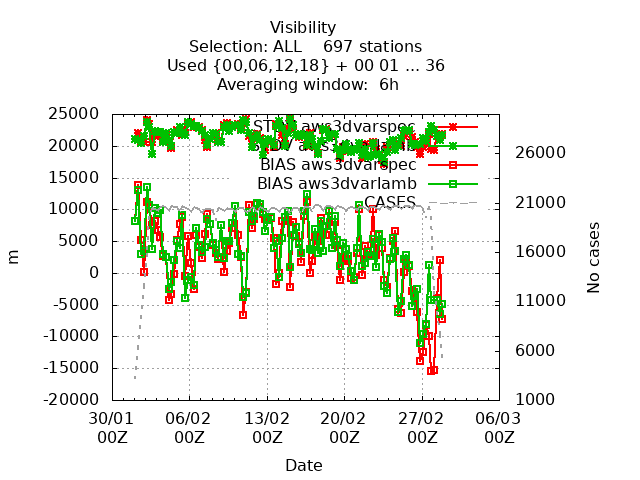 Visibility
Selection: ALL    697 stations
Used {00,06,12,18} + 00 01 ... 36
Averaging window:  6h
25000
20000
15000
10000
5000
0
-5000
-10000
-15000
-20000
m
STDV aws3dvarspec
STDV aws3dvarlamb
BIAS aws3dvarspec
BIAS aws3dvarlamb
CASES
26000
21000
16000
11000
6000
1000
No cases
30/01 06/02 13/02 20/02 27/02 06/03
00Z 00Z 00Z 00Z 00Z 00Z
Date